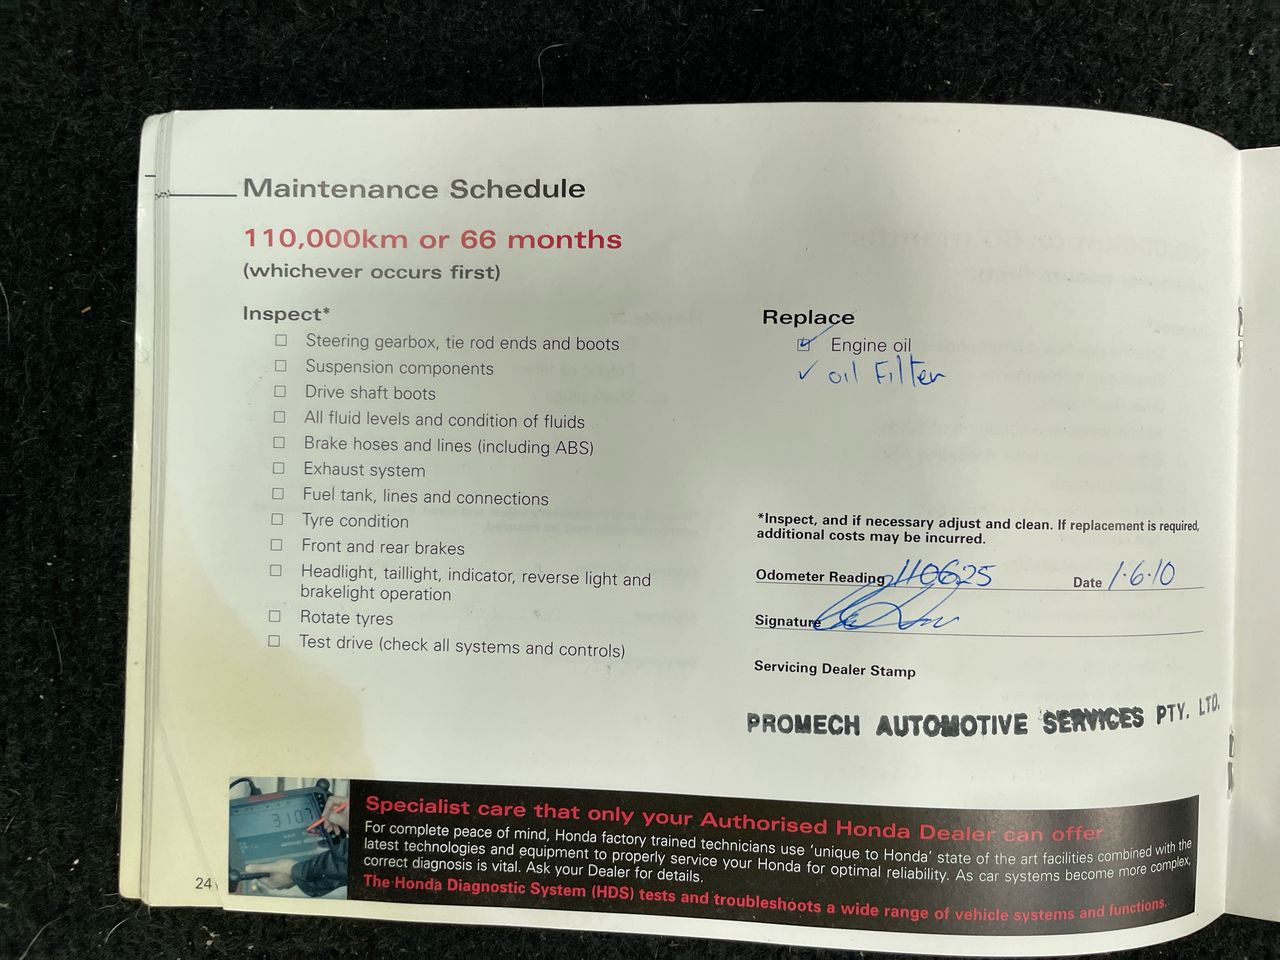 Maintenance Schedule
110,000km or 66 months
(whichever occurs first)
Inspect*
Steering gearbox, tie rod ends and boots
Suspension components
Drive shaft boots
All fluid levels and condition of fluids
Brake hoses and lines (including ABS)
Exhaust system
Fuel tank, lines and connections
Tyre condition
Front and rear brakes
Headlight, taillight, indicator, reverse light and
brakelight operation
Rotate tyres
Test drive (check all systems and controls)
Replace
Engine oil
✓ oil Filter
*Inspect, and if necessary adjust and clean. If replacement is required,
additional costs may be incurred.
Odometer Reading 110625 Date 1.6.10
Signature
Servicing Dealer Stamp
PROMECH AUTOMOTIVE SERVICES PTY. LTD.
3107
Specialist care that only your Authorised Honda Dealer can offer
For complete peace of mind, Honda factory trained technicians use 'unique to Honda' state of the art facilities combined with the
latest technologies and equipment to properly service your Honda for optimal reliability. As car systems become more complex,
correct diagnosis is vital. Ask your Dealer for details.
The Honda Diagnostic System (HDS) tests and troubleshoots a wide range of vehicle systems and functions.
24